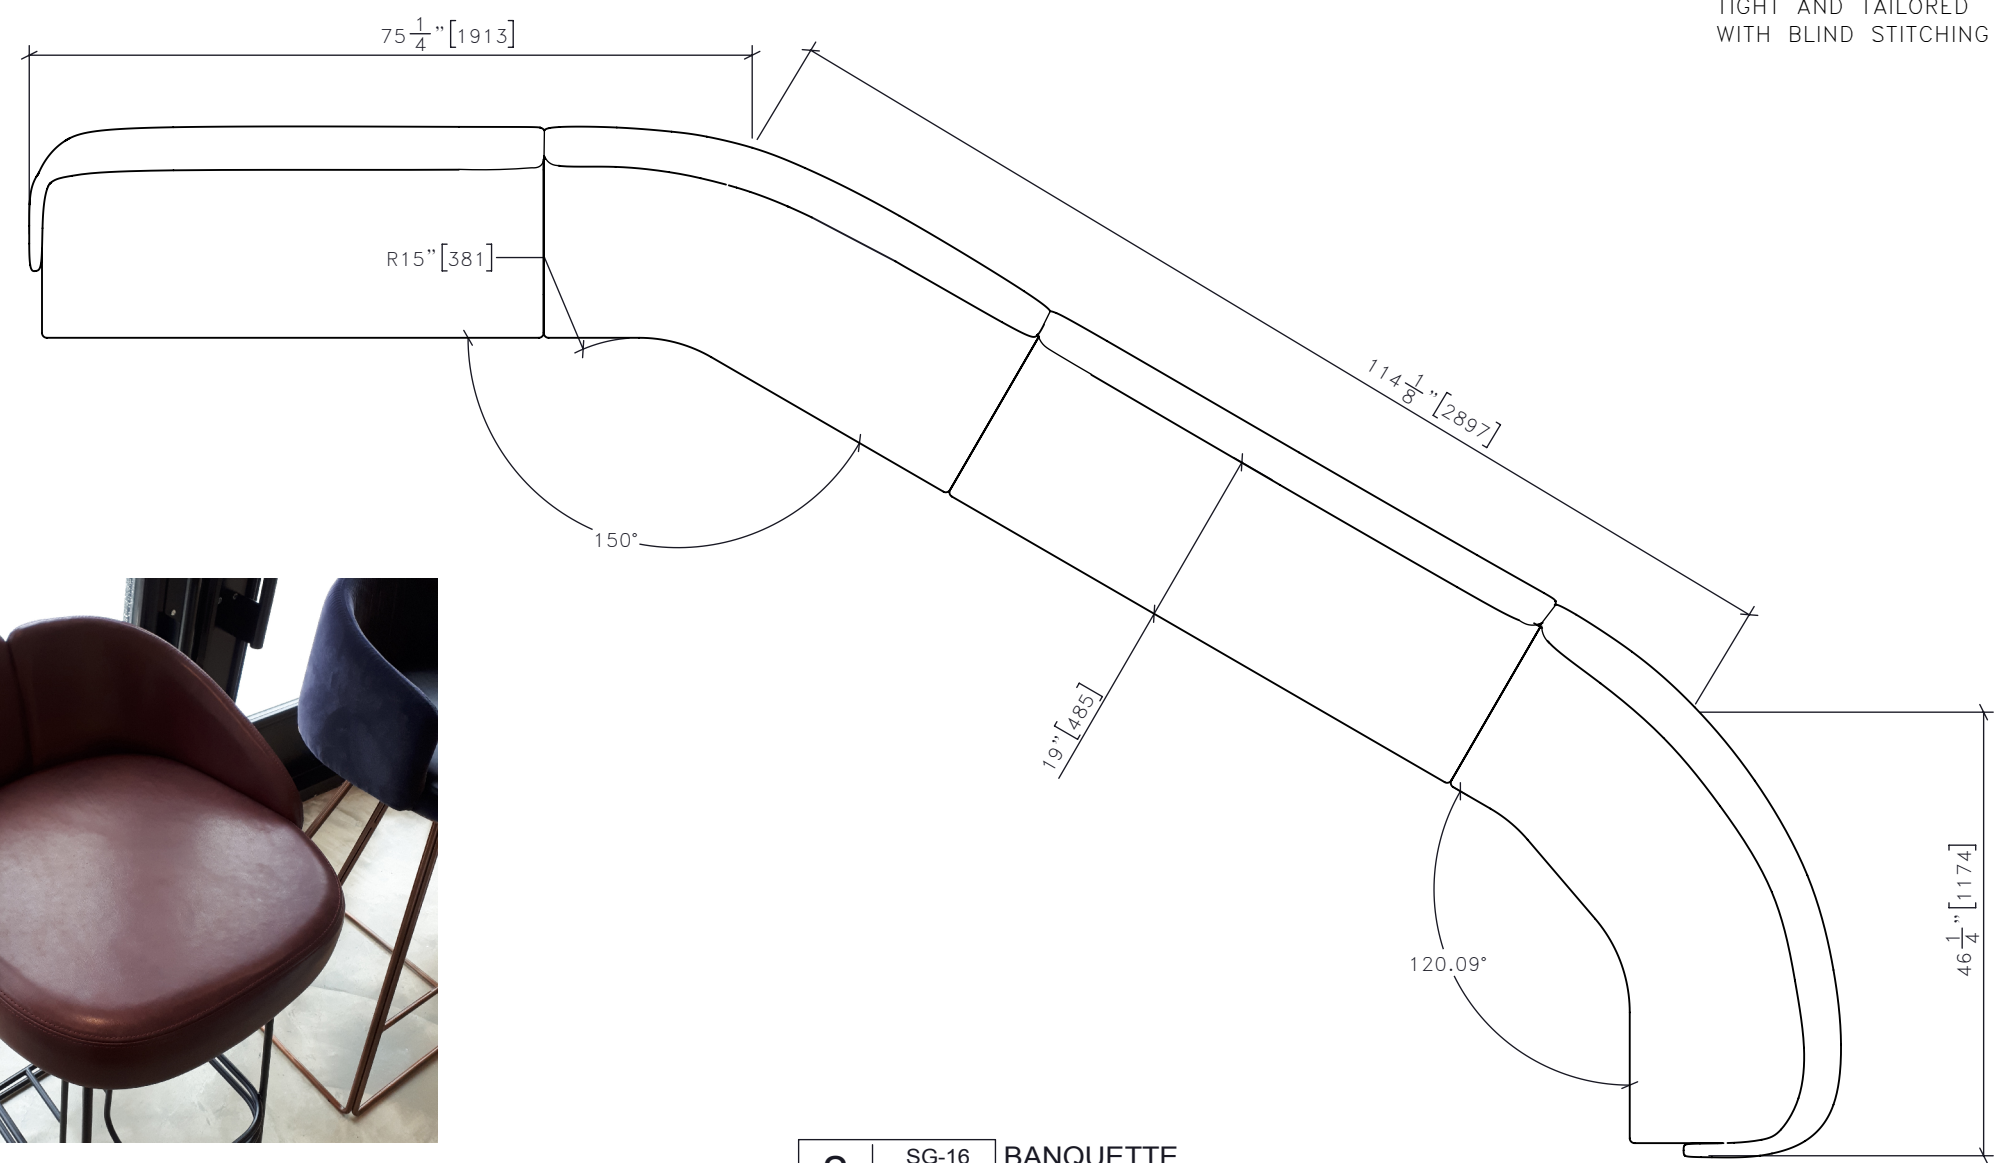 TIGHT AND TAILORED
WITH BLIND STITCHING
75 1/4"[1913]
114 1/8"[2897]
R15"[381]
150°
19"[485]
46 1/4"[1174]
120.09°
SG-16
BANQUETTE